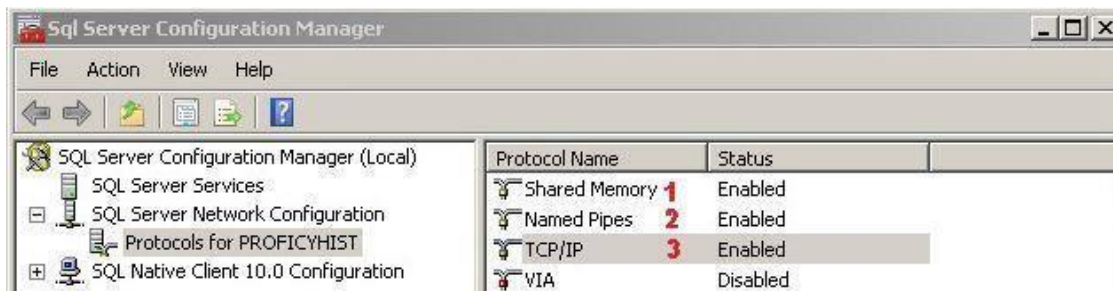 Sql Server Configuration Manager
File Action View Help
SQL Server Configuration Manager (Local)
SQL Server Services
SQL Server Network Configuration
Protocols for PROFICYHIST
SQL Native Client 10.0 Configuration
Protocol Name Status
Shared Memory 1 Enabled
Named Pipes 2 Enabled
TCP/IP 3 Enabled
VIA Disabled